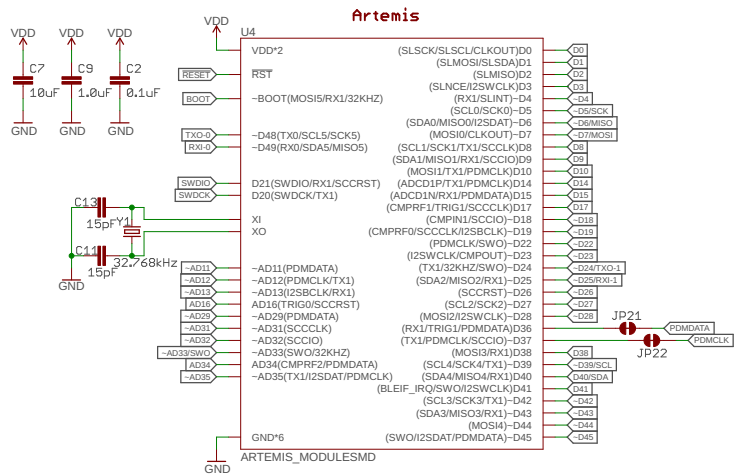 Artemis
VDD VDD VDD VDD
U4
C7 C9 C2
10uF 1.0uF 0.1uF
GND GND GND
VDD*2 (SLSCK/SLSCL/CLKOUT)D0 D0
(SLMOSI/SLSDA)D1 D1
RESET RST (SLMISO)D2 D2
(SLNCE/I2SWCLK)D3 D3
BOOT ~BOOT(MOSI5/RX1/32KHZ) (RX1/SLINT)~D4 ~D4
(SCL0/SCK0)~D5 ~D5/SCK
(SDA0/MISO0/I2SDAT)~D6 ~D6/MISO
TXO-0 ~D48(TX0/SCL5/SCK5) (MOSI0/CLKOUT)~D7 ~D7/MOSI
RXI-0 ~D49(RX0/SDA5/MISO5) (SCL1/SCK1/TX1/SCCLK)D8 D8
(SDA1/MISO1/RX1/SCCIO)D9 D9
(MOSI1/TX1/PDMCLK)D10 D10
SWDIO D21(SWDIO/RX1/SCCRST) (ADCD1P/TX1/PDMCLK)D14 D14
SWDCK D20(SWDCK/TX1) (ADCD1N/RX1/PDMDATA)D15 D15
C13 (CMPRF1/TRIG1/SCCLK)D17 D17
15pF Y1 XI (CMPIN1/SCCIO)~D18 ~D18
XO (CMPRF0/SCCCLK/I2SBCLK)~D19 ~D19
C11 (PDMCLK/SWO)~D22 ~D22
15pF 32.768kHz (I2SWCLK/CMPOUT)~D23 ~D23
GND
~AD11 ~AD11(PDMDATA) (TX1/32KHZ/SWO)~D24 ~D24/TXO-1
~AD12 ~AD12(PDMCLK/TX1) (SDA2/MISO2/RX1)~D25 ~D25/RXI-1
~AD13 ~AD13(I2SBCLK/RX1) (SCCRST)~D26 ~D26
AD16 AD16(TRIG0/SCCRST) (SCL2/SCK2)~D27 ~D27
~AD29 ~AD29(PDMDATA) (MOSI2/I2SWCLK)~D28 ~D28
JP21
~AD31 ~AD31(SCCCLK) (RX1/TRIG1/PDMDATA)D36 PDMDATA
~AD32 ~AD32(SCCIO) (TX1/PDMCLK/SCCIO)~D37 PDMCLK
JP22
~AD33/SWO ~AD33(SWO/32KHZ) (MOSI3/RX1)D38 D38
AD34 AD34(CMPRF2/PDMDATA) (SCL4/SCK4/TX1)~D39 ~D39/SCL
~AD35 ~AD35(TX1/I2SDAT/PDMCLK) (SDA4/MISO4/RX1)D40 D40/SDA
(BLEIF_IRQ/SWO/I2SWCLK)D41 D41
(SCL3/SCK3/TX1)~D42 ~D42
(SDA3/MISO3/RX1)~D43 ~D43
(MOSI4)~D44 ~D44
GND*6 (SWO/I2SDAT/PDMDATA)~D45 ~D45
GND ARTEMIS_MODULESMD